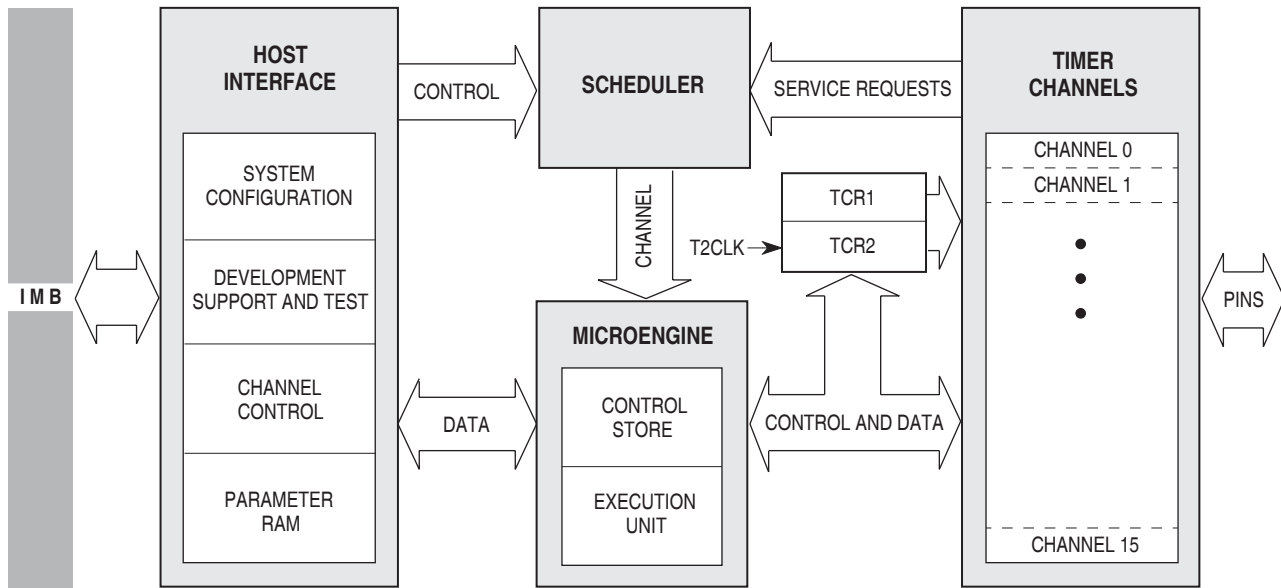 HOST
INTERFACE
SYSTEM
CONFIGURATION
DEVELOPMENT
SUPPORT AND TEST
CHANNEL
CONTROL
PARAMETER
RAM
IMB
CONTROL
SCHEDULER
SERVICE REQUESTS
CHANNEL
TCR1
T2CLK
TCR2
MICROENGINE
CONTROL
STORE
EXECUTION
UNIT
DATA
CONTROL AND DATA
TIMER
CHANNELS
CHANNEL 0
CHANNEL 1
CHANNEL 15
PINS